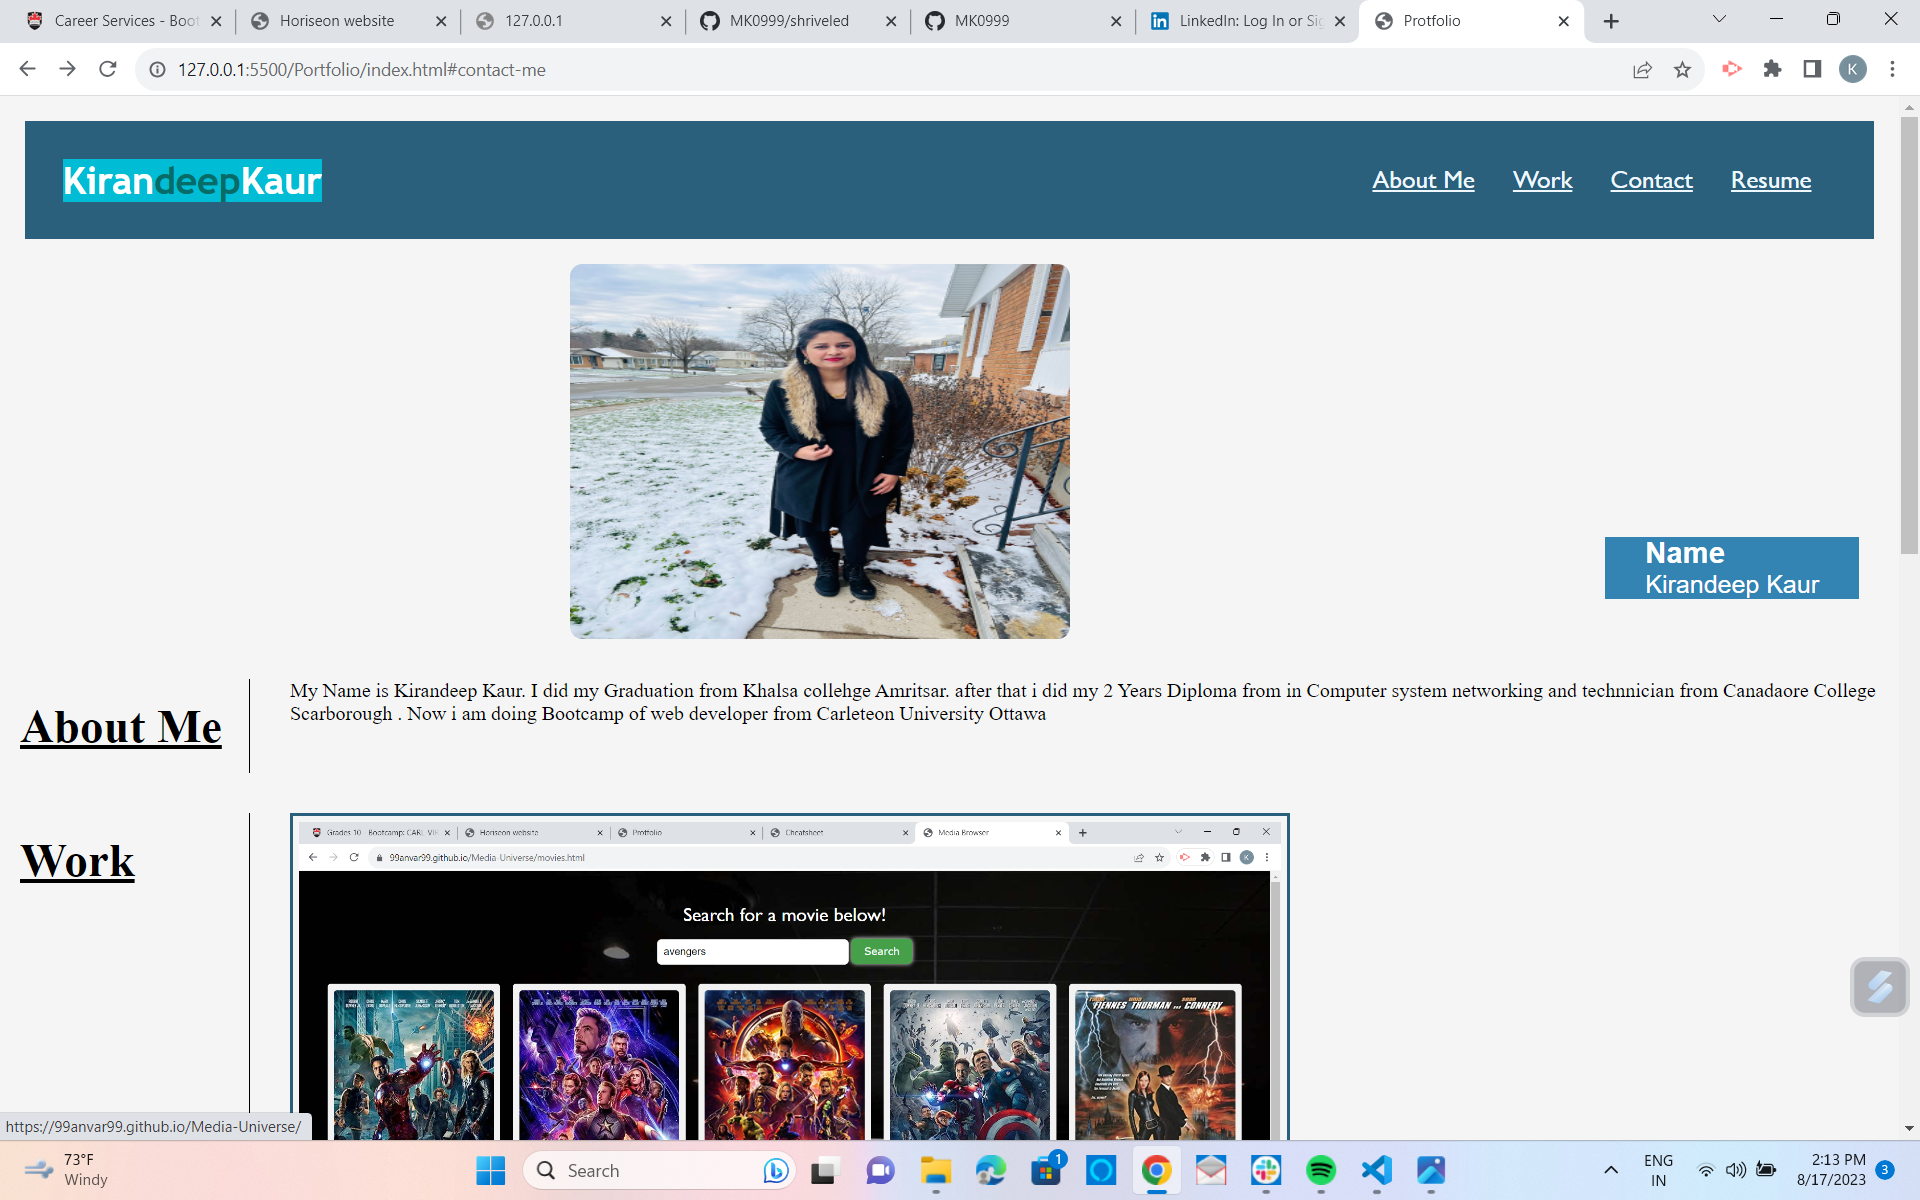 Career Services - Boot
Horiseon website
127.0.0.1
MK0999/shriveled
MK0999
LinkedIn: Log In or Sig
Protfolio
127.0.0.1:5500/Portfolio/index.html#contact-me
K
KirandeepKaur
About Me Work Contact Resume
Name
Kirandeep Kaur
About Me
My Name is Kirandeep Kaur. I did my Graduation from Khalsa collehge Amritsar. after that i did my 2 Years Diploma from in Computer system networking and technnician from Canadaore College
Scarborough . Now i am doing Bootcamp of web developer from Carleteon University Ottawa
Work
Grades 10 - Bootcamp: CARL VIR
Horiseon website
Protfolio
Cheatsheet
Media Browser
99anvar99.github.io/Media-Universe/movies.html
K
Search for a movie below!
avengers
Search
FIENNES THURMAN AND CONNERY
https://99anvar99.github.io/Media-Universe/
73°F
Windy
Search
1
ENG
IN
2:13 PM
8/17/2023
3